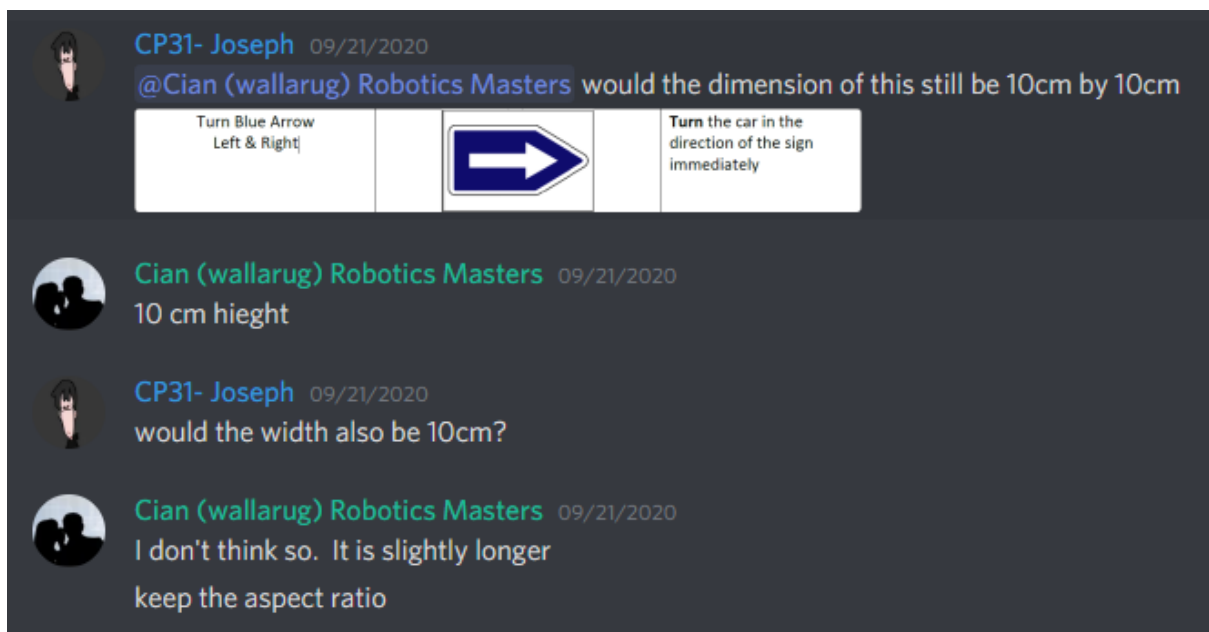 CP31- Joseph 09/21/2020
@Cian (wallarug) Robotics Masters would the dimension of this still be 10cm by 10cm
Turn Blue Arrow
Left & Right
Turn the car in the
direction of the sign
immediately
Cian (wallarug) Robotics Masters 09/21/2020
10 cm hieght
CP31- Joseph 09/21/2020
would the width also be 10cm?
Cian (wallarug) Robotics Masters 09/21/2020
I don't think so. It is slightly longer
keep the aspect ratio